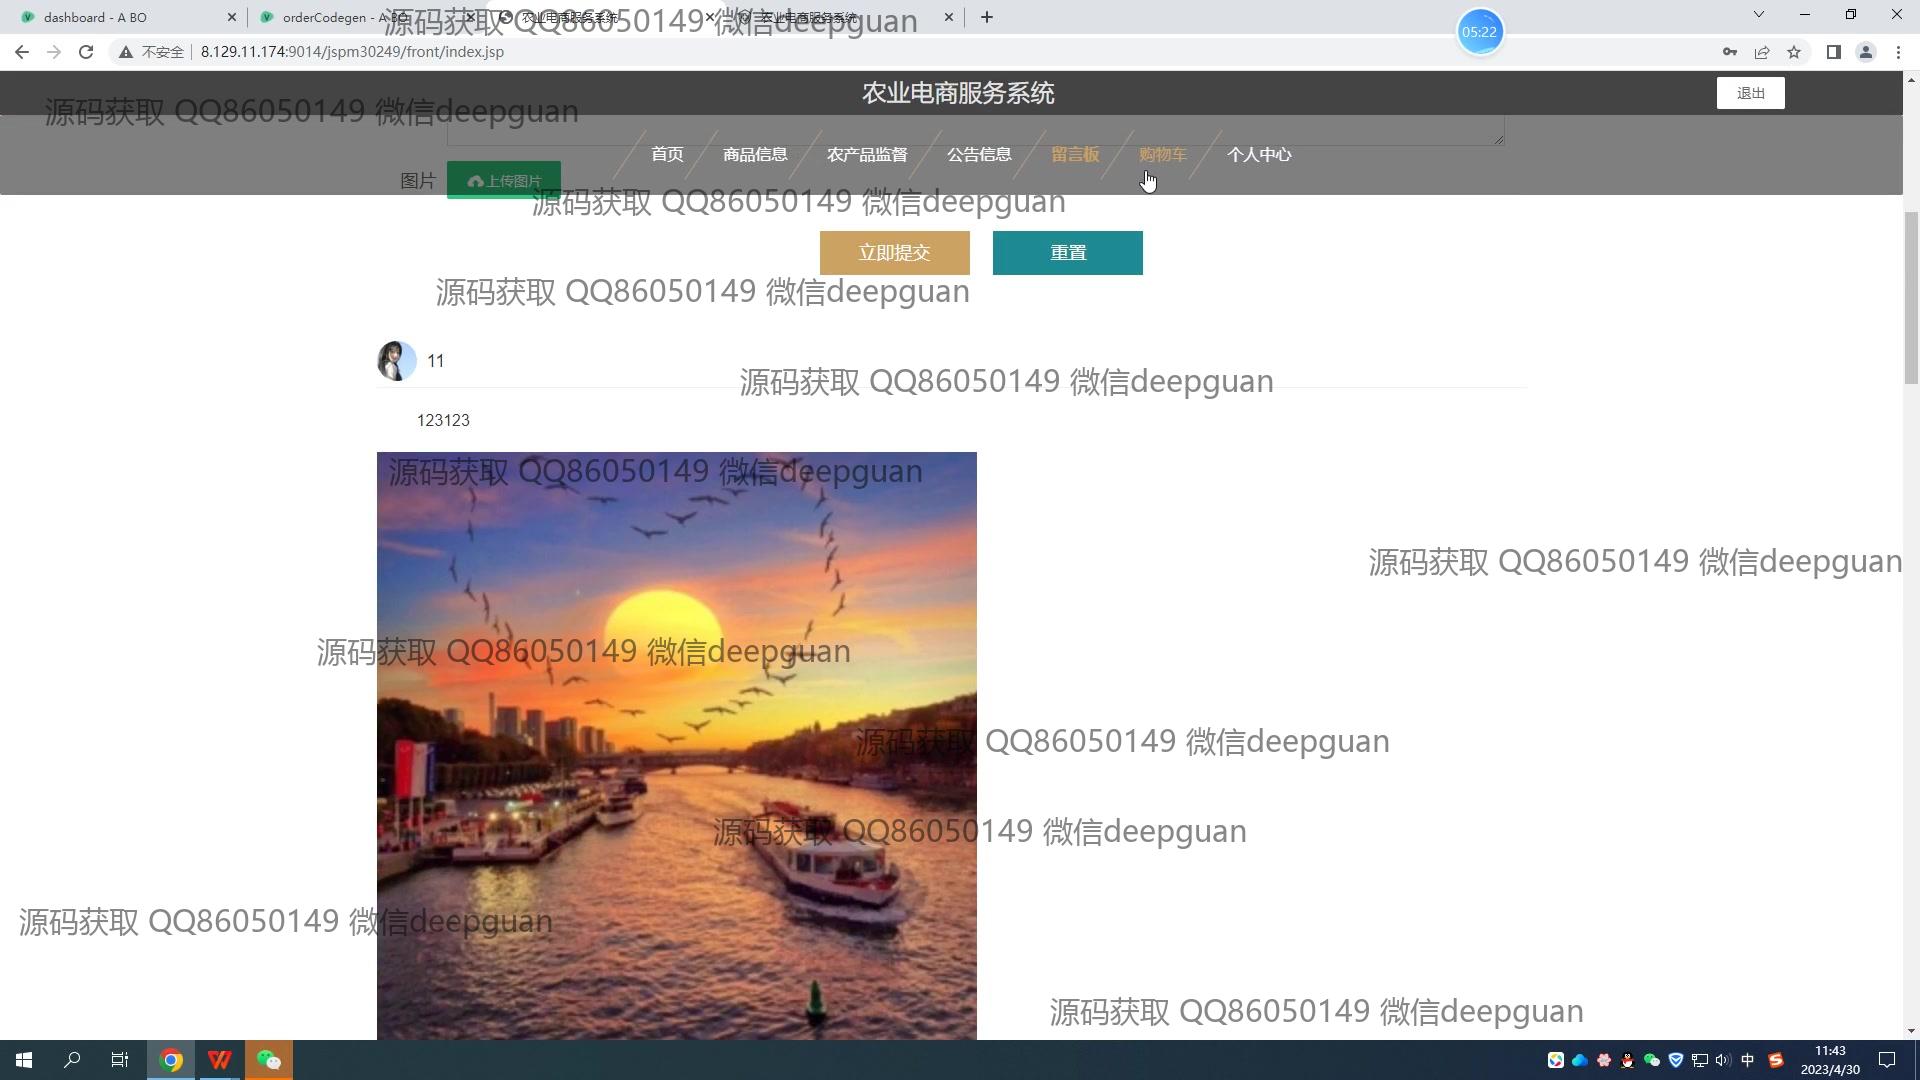 dashboard - A BO
orderCodegen - A BO
农业电商服务系统
农业电商服务系统
源码获取 QQ86050149 微信deepguan
05:22
不安全
8.129.11.174:9014/jspm30249/front/index.jsp
农业电商服务系统
退出
源码获取 QQ86050149 微信deepguan
首页
商品信息
农产品监督
公告信息
留言板
购物车
个人中心
图片
上传图片
源码获取 QQ86050149 微信deepguan
立即提交
重置
源码获取 QQ86050149 微信deepguan
11
源码获取 QQ86050149 微信deepguan
123123
源码获取 QQ86050149 微信deepguan
源码获取 QQ86050149 微信deepguan
源码获取 QQ86050149 微信deepguan
源码获取 QQ86050149 微信deepguan
源码获取 QQ86050149 微信deepguan
源码获取 QQ86050149 微信deepguan
源码获取 QQ86050149 微信deepguan
中
11:43
2023/4/30